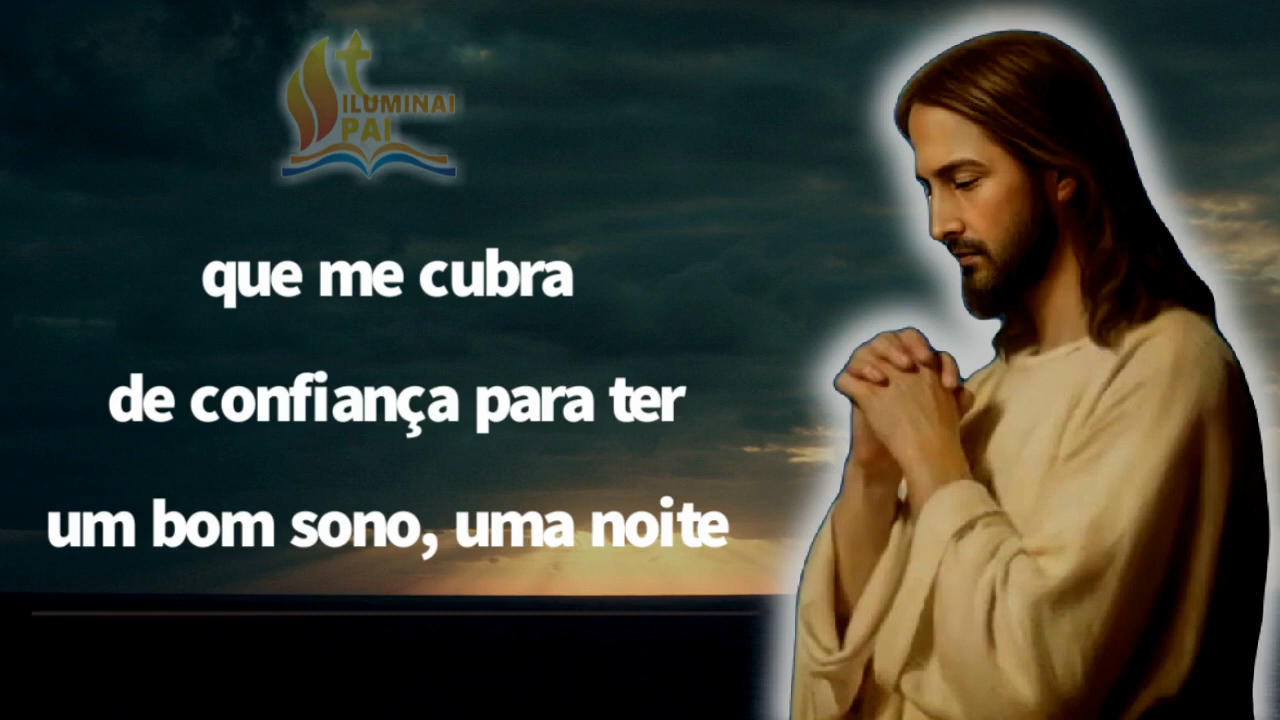 ILUMINAI
PAI
que me cubra
de confiança para ter
um bom sono, uma noite